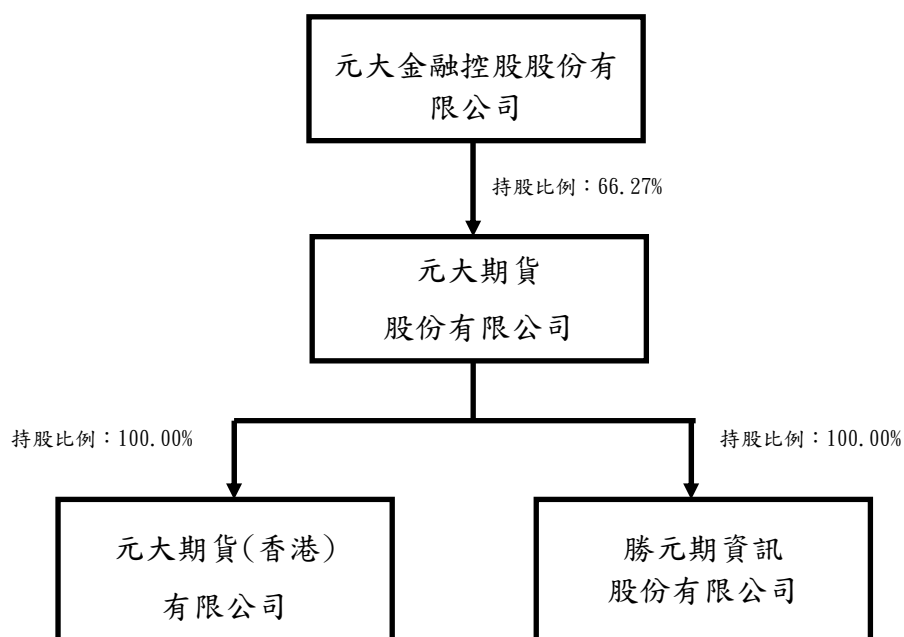 元大金融控股股份有
限公司
持股比例：66.27%
元大期貨
股份有限公司
持股比例：100.00%
持股比例：100.00%
元大期貨(香港)
有限公司
勝元期資訊
股份有限公司